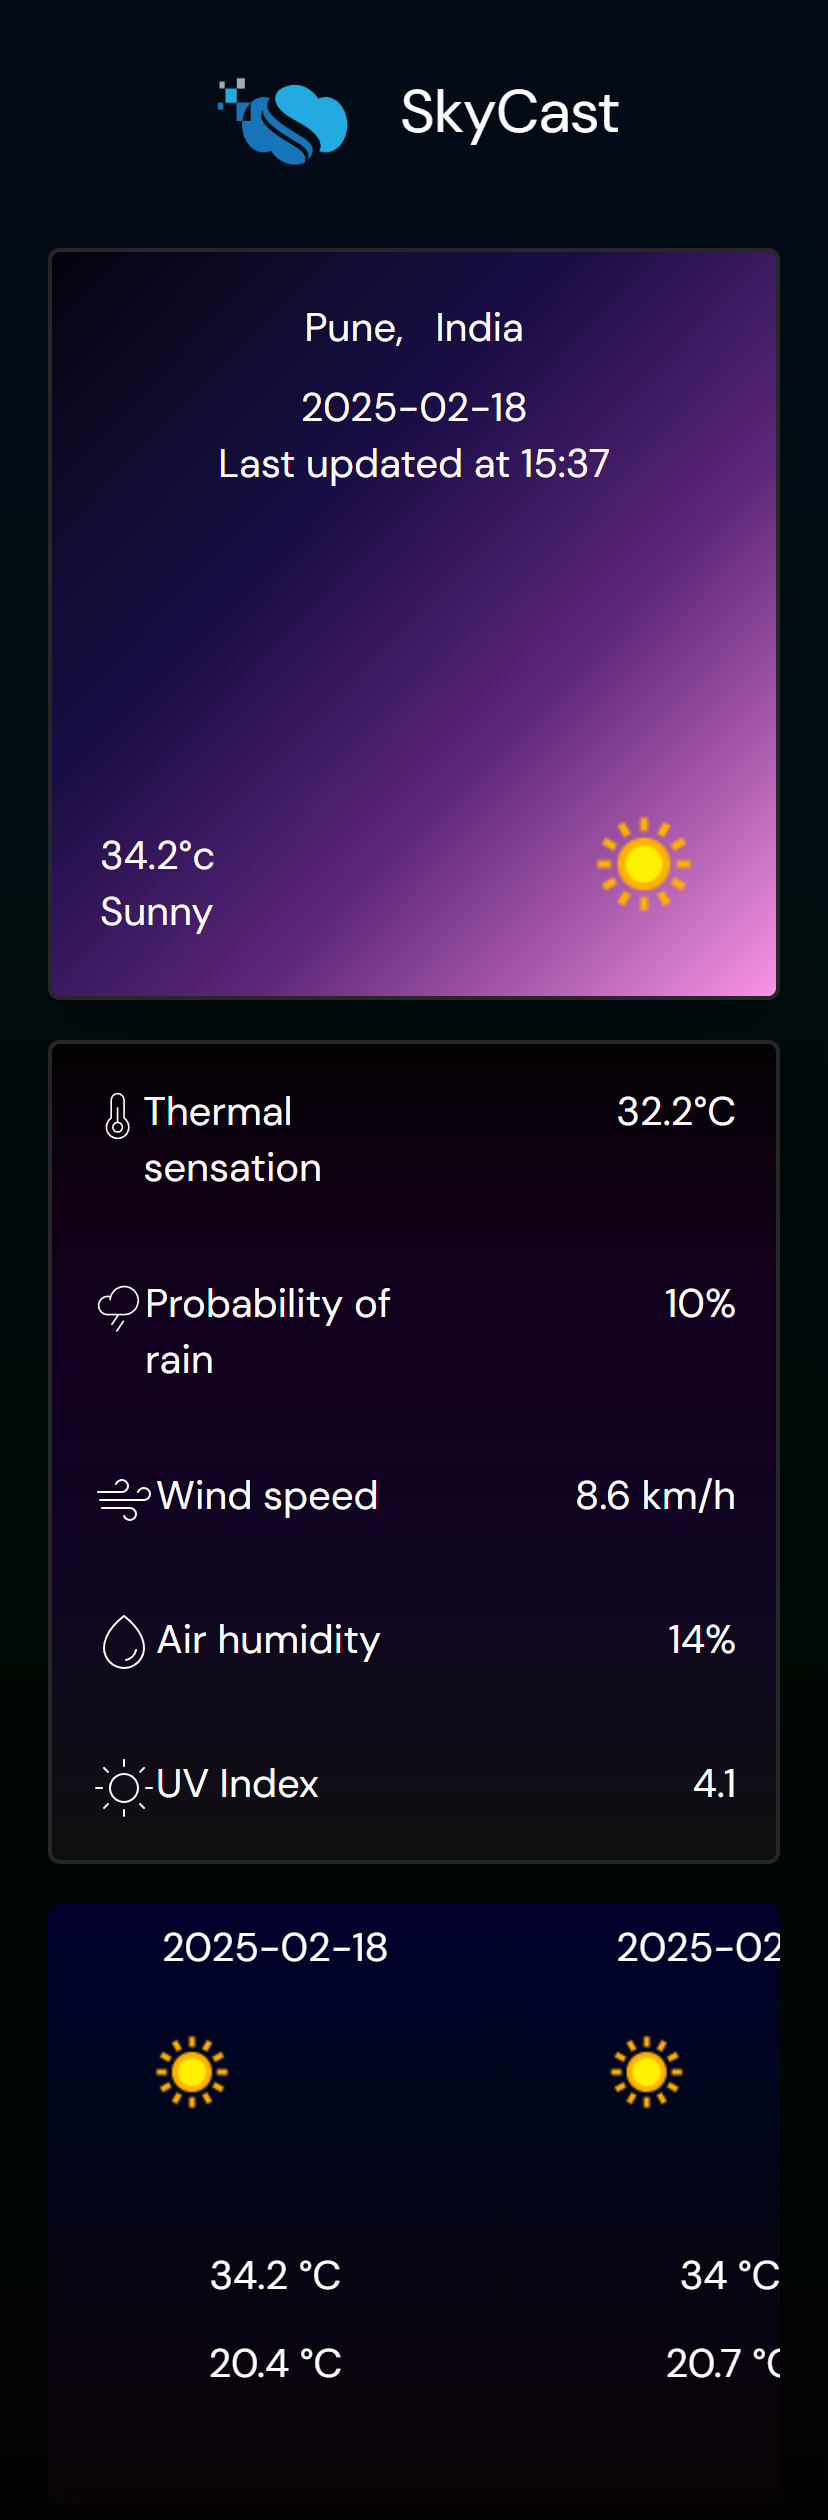 SkyCast
Pune, India
2025-02-18
Last updated at 15:37
34.2°c
Sunny
Thermal 32.2°C
sensation
Probability of 10%
rain
Wind speed 8.6 km/h
Air humidity 14%
UV Index 4.1
2025-02-18 2025-02
34.2 °C 34 °C
20.4 °C 20.7 °C